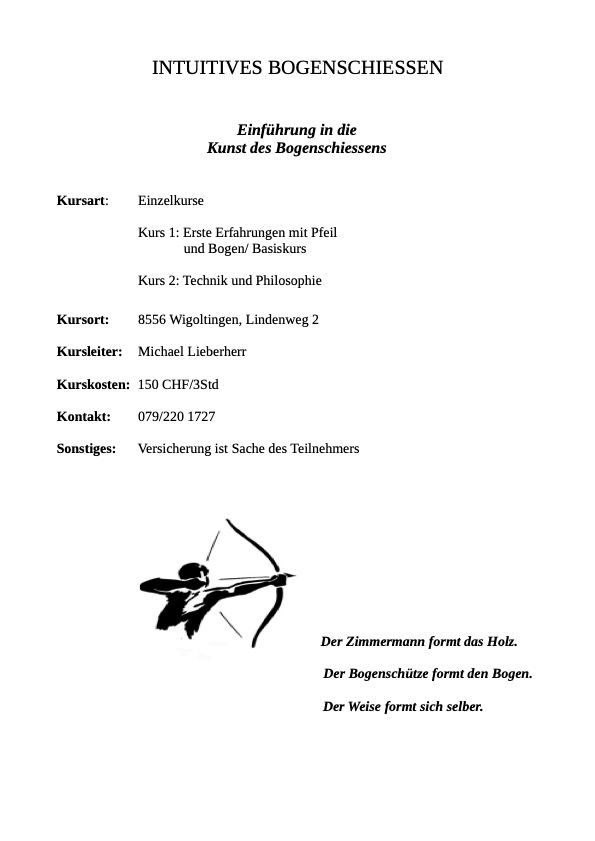 INTUITIVES BOGENSCHIESSEN
Einführung in die
Kunst des Bogenschiessens
Kursart: Einzelkurse
Kurs 1: Erste Erfahrungen mit Pfeil
und Bogen/ Basiskurs
Kurs 2: Technik und Philosophie
Kursort: 8556 Wigoltingen, Lindenweg 2
Kursleiter: Michael Lieberherr
Kurskosten: 150 CHF/3Std
Kontakt: 079/220 1727
Sonstiges: Versicherung ist Sache des Teilnehmers
Der Zimmermann formt das Holz.
Der Bogenschütze formt den Bogen.
Der Weise formt sich selber.